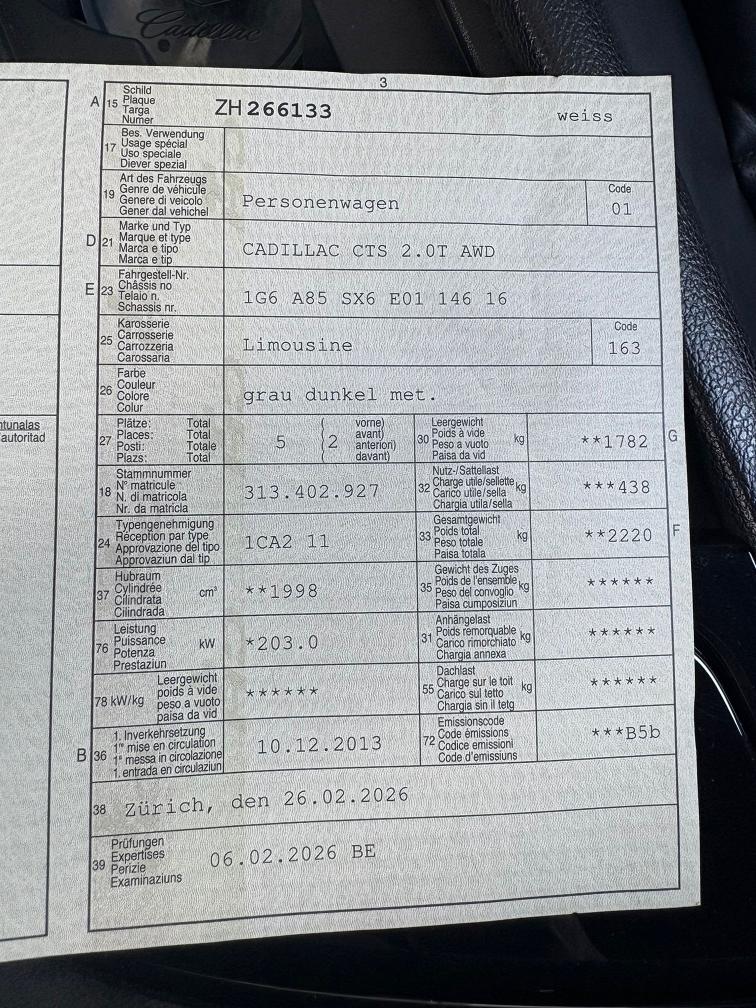 Cadillac
3
A 15 Schild
Plaque
Targa
Numer
ZH 266133 weiss
17 Bes. Verwendung
Usage spécial
Uso speciale
Diever spezial
19 Art des Fahrzeugs
Genre de véhicule
Genere di veicolo
Gener dal vehichel
Personenwagen
Code
01
D 21 Marke und Typ
Marque et type
Marca e tipo
Marca e tip
CADILLAC CTS 2.0T AWD
E 23 Fahrgestell-Nr.
Châssis no
Telaio n.
Schassis nr.
1G6 A85 SX6 E01 146 16
25 Karosserie
Carrosserie
Carrozzeria
Carossaria
Limousine
Code
163
26 Farbe
Couleur
Colore
Colur
grau dunkel met.
ntunalas
autoritad
27 Plätze: Total
Places: Total
Posti: Totale
Plazs: Total
5 ( 2 vorne)
avant)
anteriori)
davant)
30 Leergewicht
Poids à vide
Peso a vuoto
Paisa da vid
kg
**1782
G
18 Stammnummer
N° matricule
N. di matricola
Nr. da matricla
313.402.927
32 Nutz-/Sattellast
Charge utile/sellette
Carico utile/sella
Chargia utila/sella
kg
***438
24 Typengenehmigung
Réception par type
Approvazione del tipo
Approvaziun dal tip
1CA2 11
33 Gesamtgewicht
Poids total
Peso totale
Paisa totala
kg
**2220
F
37 Hubraum
Cylindrée
Cilindrata
Cilindrada
cm³
**1998
35 Gewicht des Zuges
Poids de l'ensemble
Peso del convoglio
Paisa cumposiziun
kg
******
76 Leistung
Puissance
Potenza
Prestaziun
kW
*203.0
31 Anhängelast
Poids remorquable
Carico rimorchiato
Chargia annexa
kg
******
78 kW/kg Leergewicht
poids à vide
peso a vuoto
paisa da vid
******
55 Dachlast
Charge sur le toit
Carico sul tetto
Chargia sin il tetg
kg
******
B 36 1. Inverkehrsetzung
1re mise en circulation
1a messa in circolazione
1. entrada en circulaziun
10.12.2013
72 Emissionscode
Code émissions
Codice emissioni
Code d'emissiuns
***B5b
38 Zürich, den 26.02.2026
39 Prüfungen
Expertises
Perizie
Examinaziuns
06.02.2026 BE